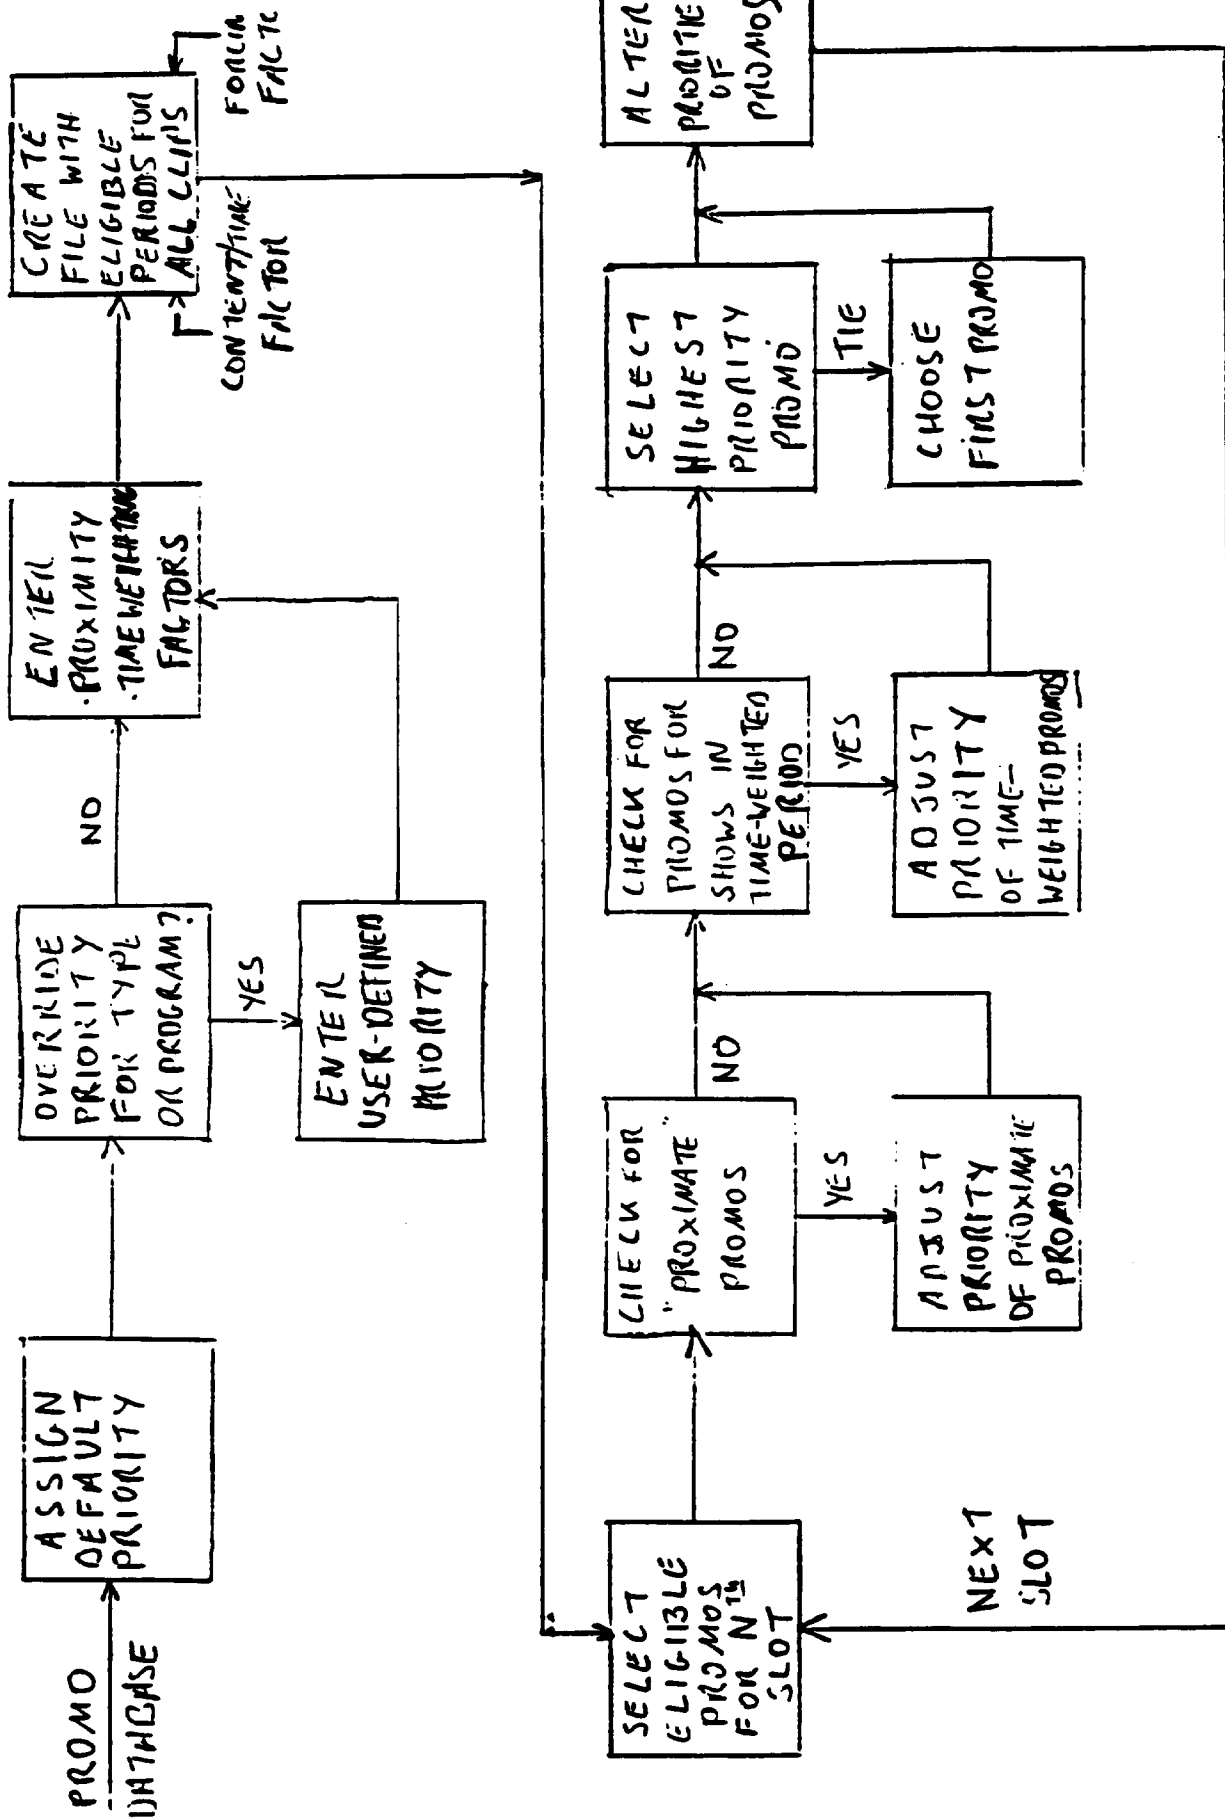 PROMO
DATABASE
ASSIGN
DEFAULT
PRIORITY
OVERRIDE
PRIORITY
FOR TYPE
OR PROGRAM?
NO
YES
ENTER
USER-DEFINED
PRIORITY
ENTER
·PROXIMITY
·TIMEWEIGHTING
FACTORS
CREATE
FILE WITH
ELIGIBLE
PERIODS FOR
ALL CLIPS
CONTENT/TIME
FACTOR
SELECT
ELIGIBLE
PROMOS
FOR NTH
SLOT
NEXT
SLOT
CHECK FOR
"PROXIMATE"
PROMOS
NO
YES
ADJUST
PRIORITY
OF PROXIMATE
PROMOS
CHECK FOR
PROMOS FOR
SHOWS IN
TIME-WEIGHTED
PERIOD
NO
YES
ADJUST
PRIORITY
OF TIME-
WEIGHTED PROMOS
SELECT
HIGHEST
PRIORITY
PROMO
TIE
CHOOSE
FIRST PROMO
ALTER
PRIORITIE
OF
PROMOS